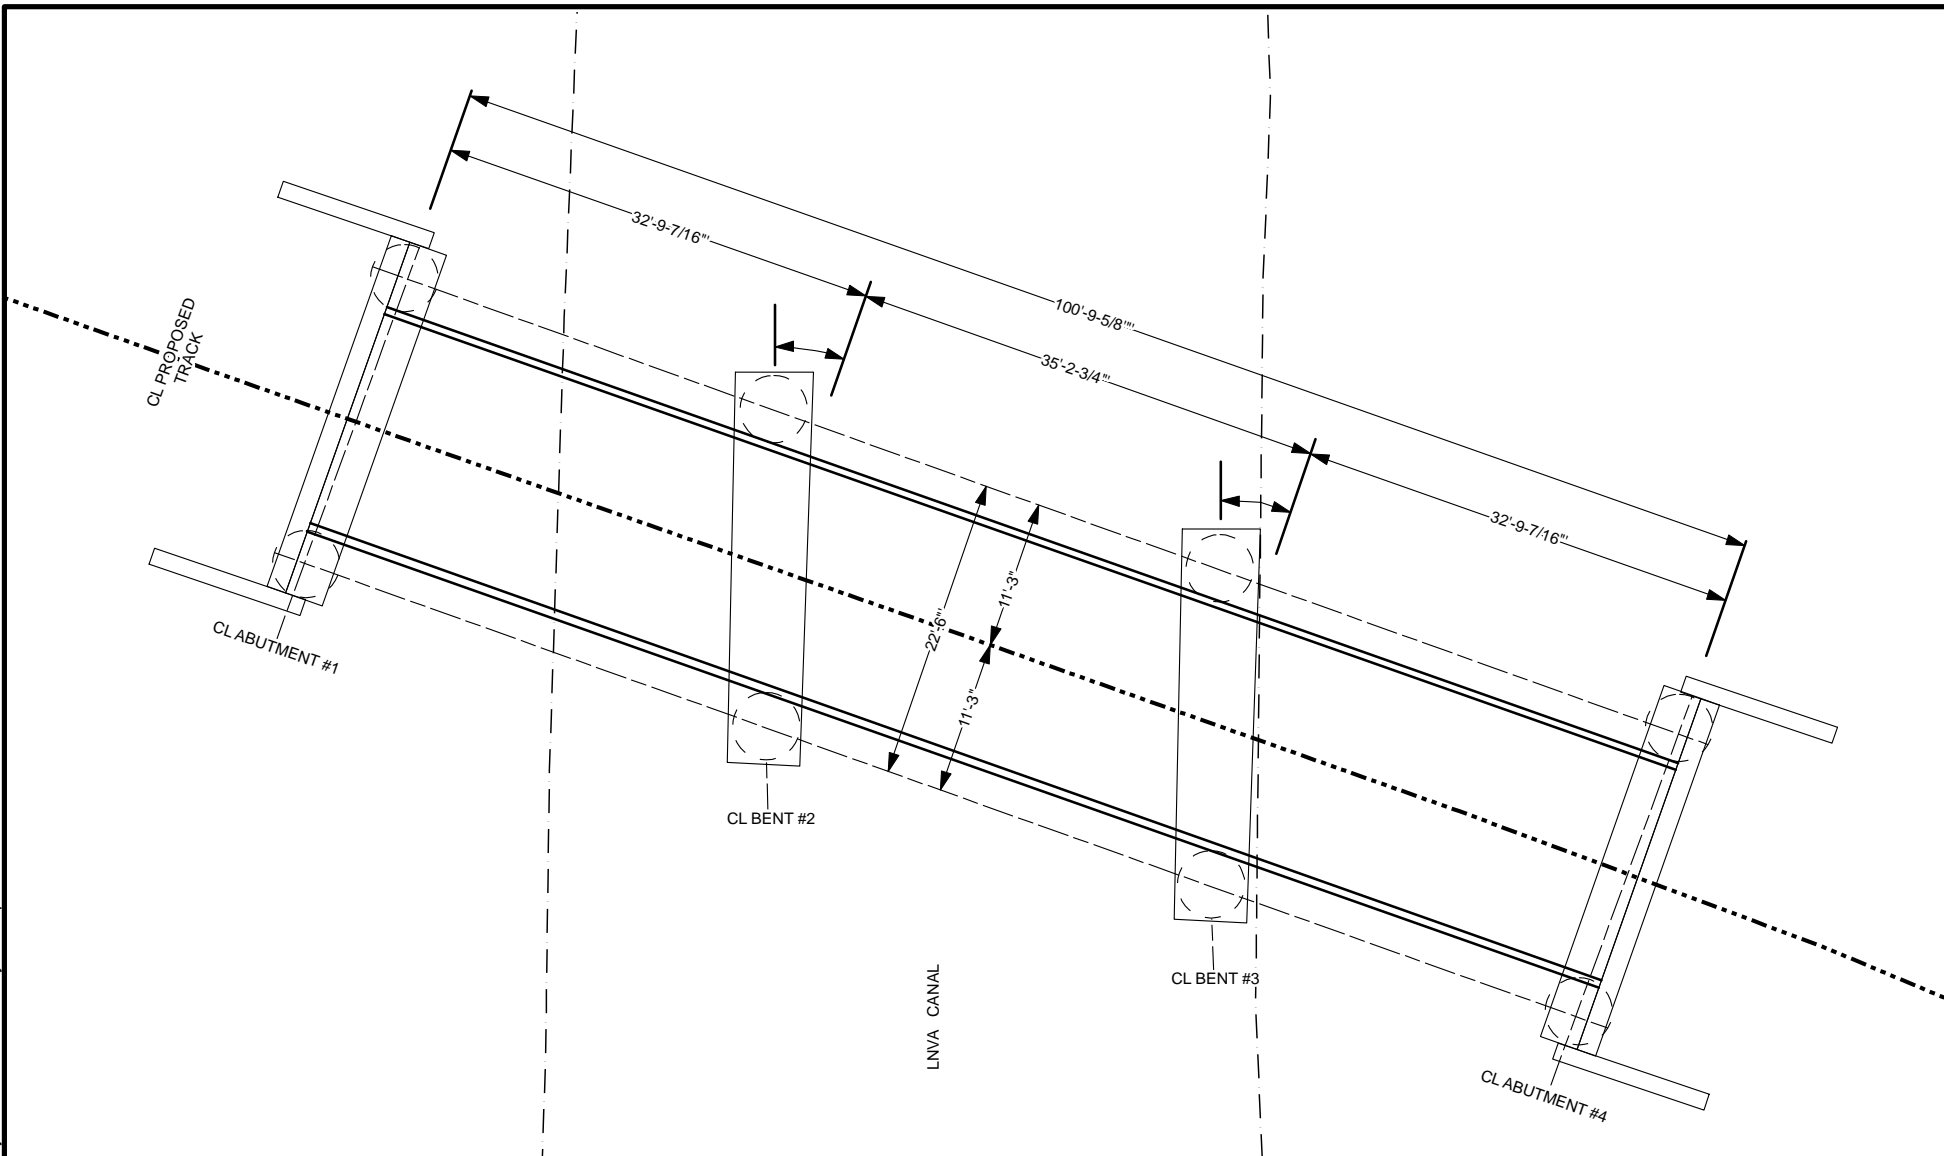 32'-9-7/16"'
100'-9-5/8"'
CL PROPOSED
TRACK
35'-2-3/4"'
32'-9-7/16"'
11'-3"
22'-6"'
11'-3"
CL ABUTMENT #1
CL BENT #2
CL BENT #3
LNVA CANAL
CL ABUTMENT #4